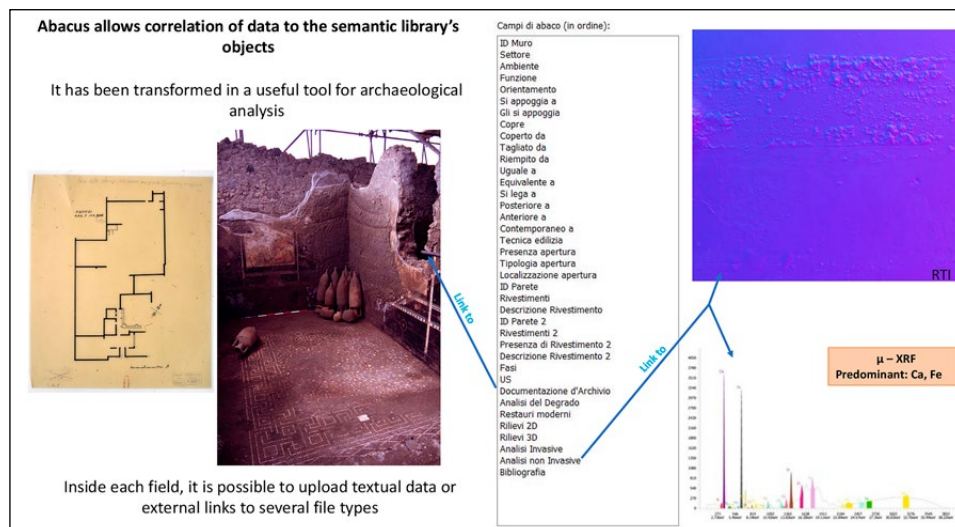 Abacus allows correlation of data to the semantic library's
objects
It has been transformed in a useful tool for archaeological
analysis
Inside each field, it is possible to upload textual data or
external links to several file types
Campi di abaco (in ordine):
ID Muro
Settore
Ambiente
Funzione
Orientamento
Si appoggia a
Gli si appoggia
Copre
Coperto da
Tagliato da
Riempito da
Uguale a
Equivalente a
Si lega a
Posteriore a
Anteriore a
Contemporaneo a
Tecnica edilizia
Presenza apertura
Tipologia apertura
Localizzazione apertura
ID Parete
Rivestimenti
Descrizione Rivestimento
ID Parete 2
Rivestimenti 2
Presenza di Rivestimento 2
Descrizione Rivestimento 2
Fasi
US
Documentazione d'Archivio
Analisi del Degrado
Restauri moderni
Rilievi 2D
Rilievi 3D
Analisi Invasive
Analisi non Invasive
Bibliografia
Link to
Link to
RTI
μ – XRF
Predominant: Ca, Fe